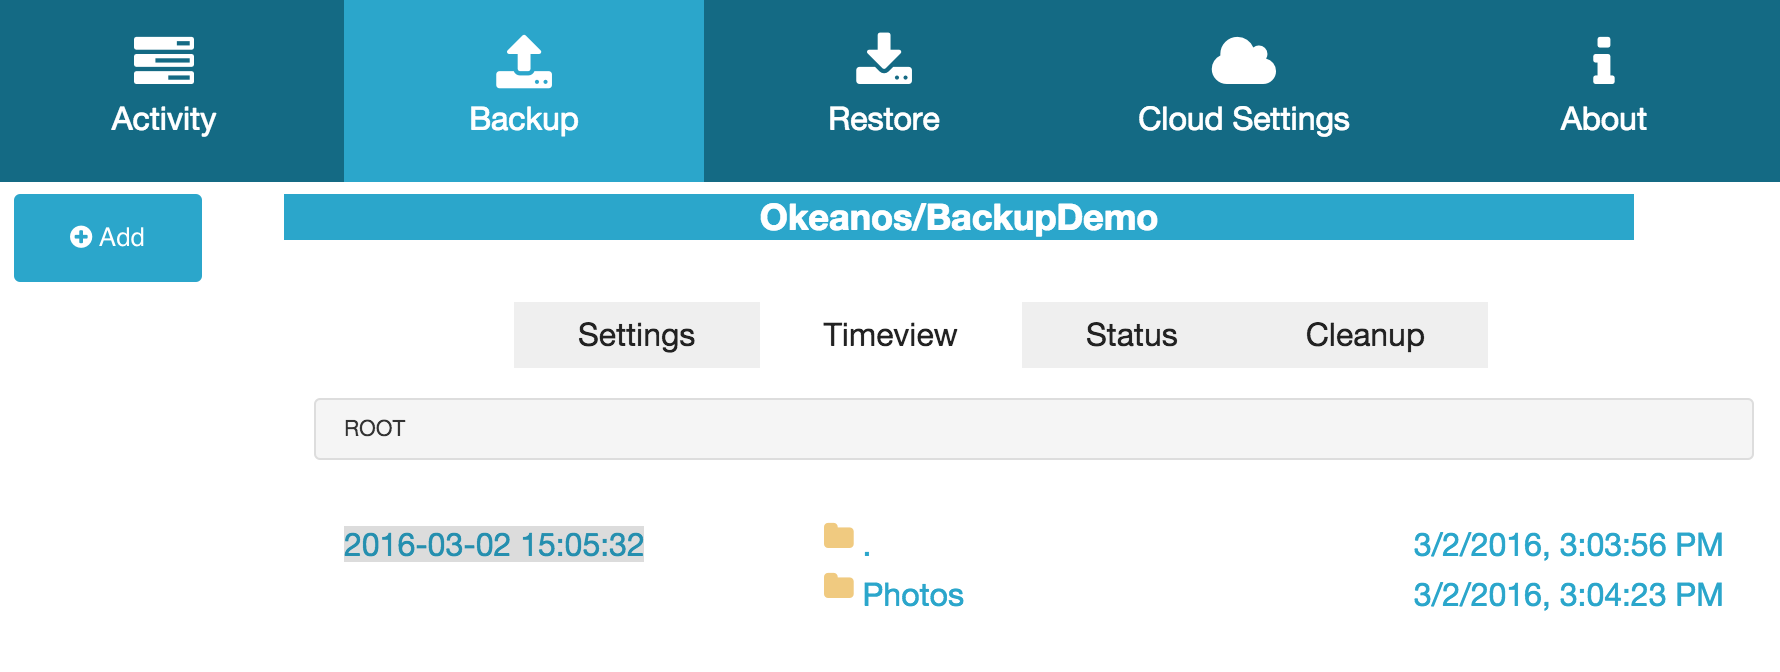 Activity
Backup
Restore
Cloud Settings
About
Add
Okeanos/BackupDemo
Settings
Timeview
Status
Cleanup
ROOT
2016-03-02 15:05:32
.
3/2/2016, 3:03:56 PM
Photos
3/2/2016, 3:04:23 PM